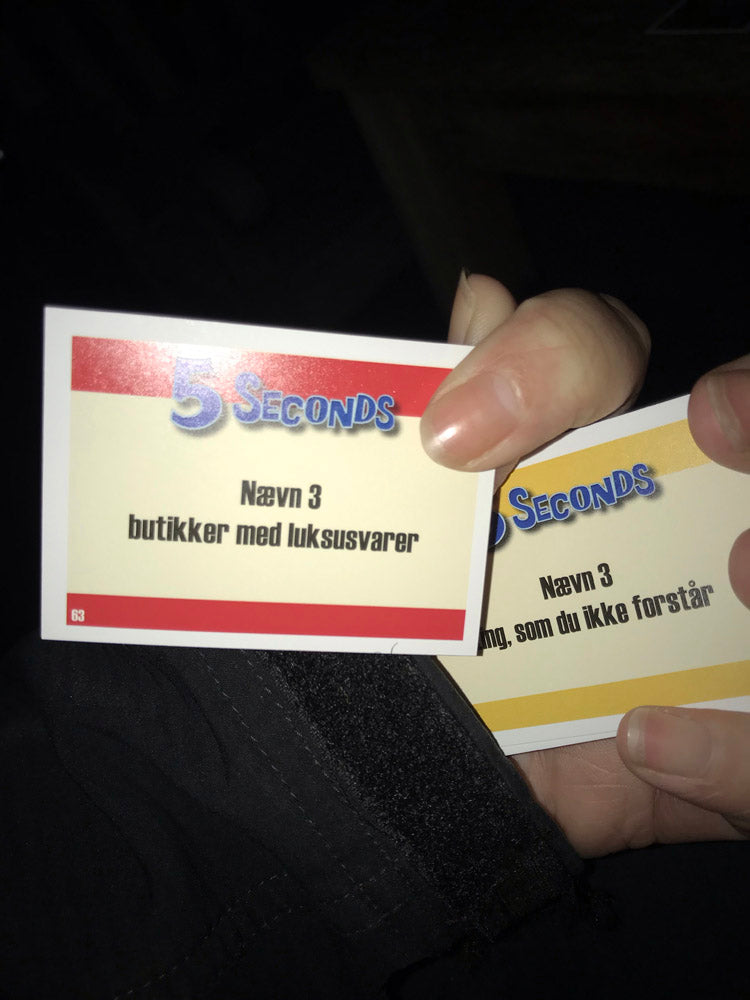 5 SECONDS
Nævn 3
butikker med luksusvarer
63
SECONDS
Nævn 3
som du ikke forstår